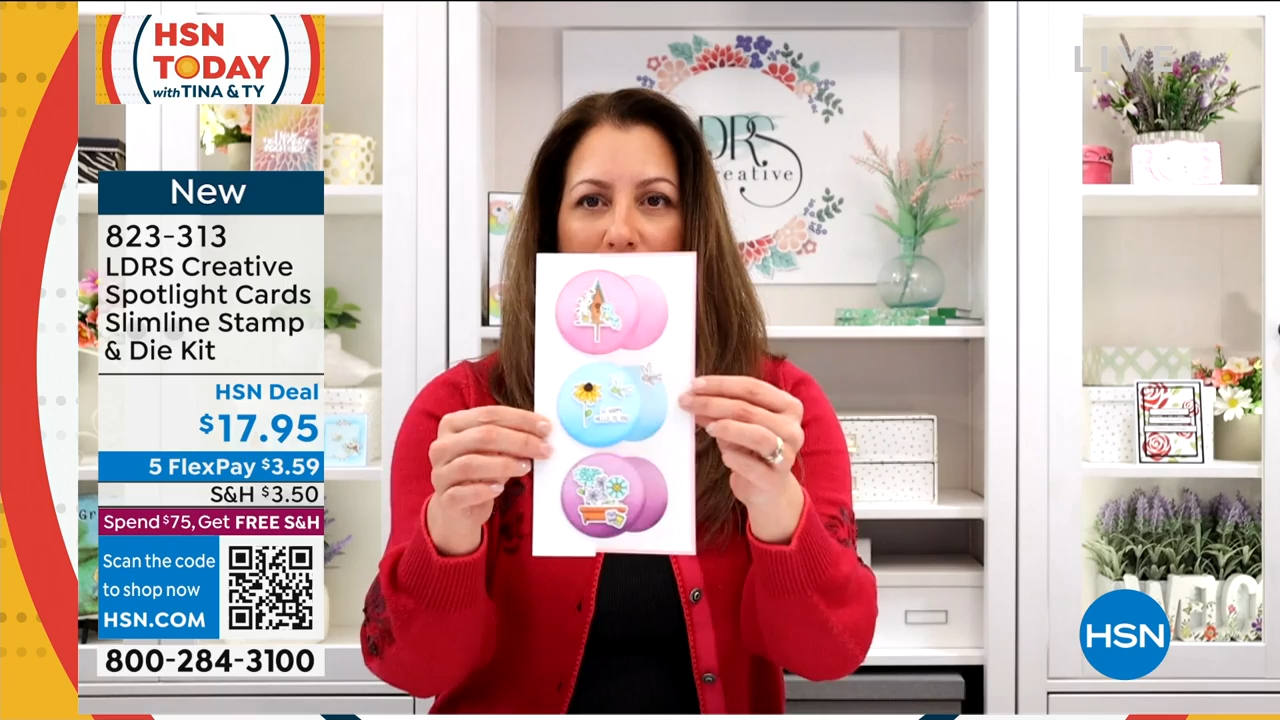 HSN
TODAY
with TINA & TY
New
823-313
LDRS Creative
Spotlight Cards
Slimline Stamp
& Die Kit
HSN Deal
$17.95
5 FlexPay $3.59
S&H $3.50
Spend $75, Get FREE S&H
Scan the code
to shop now
HSN.COM
800-284-3100
LDRS
creative
LIVE
HSN